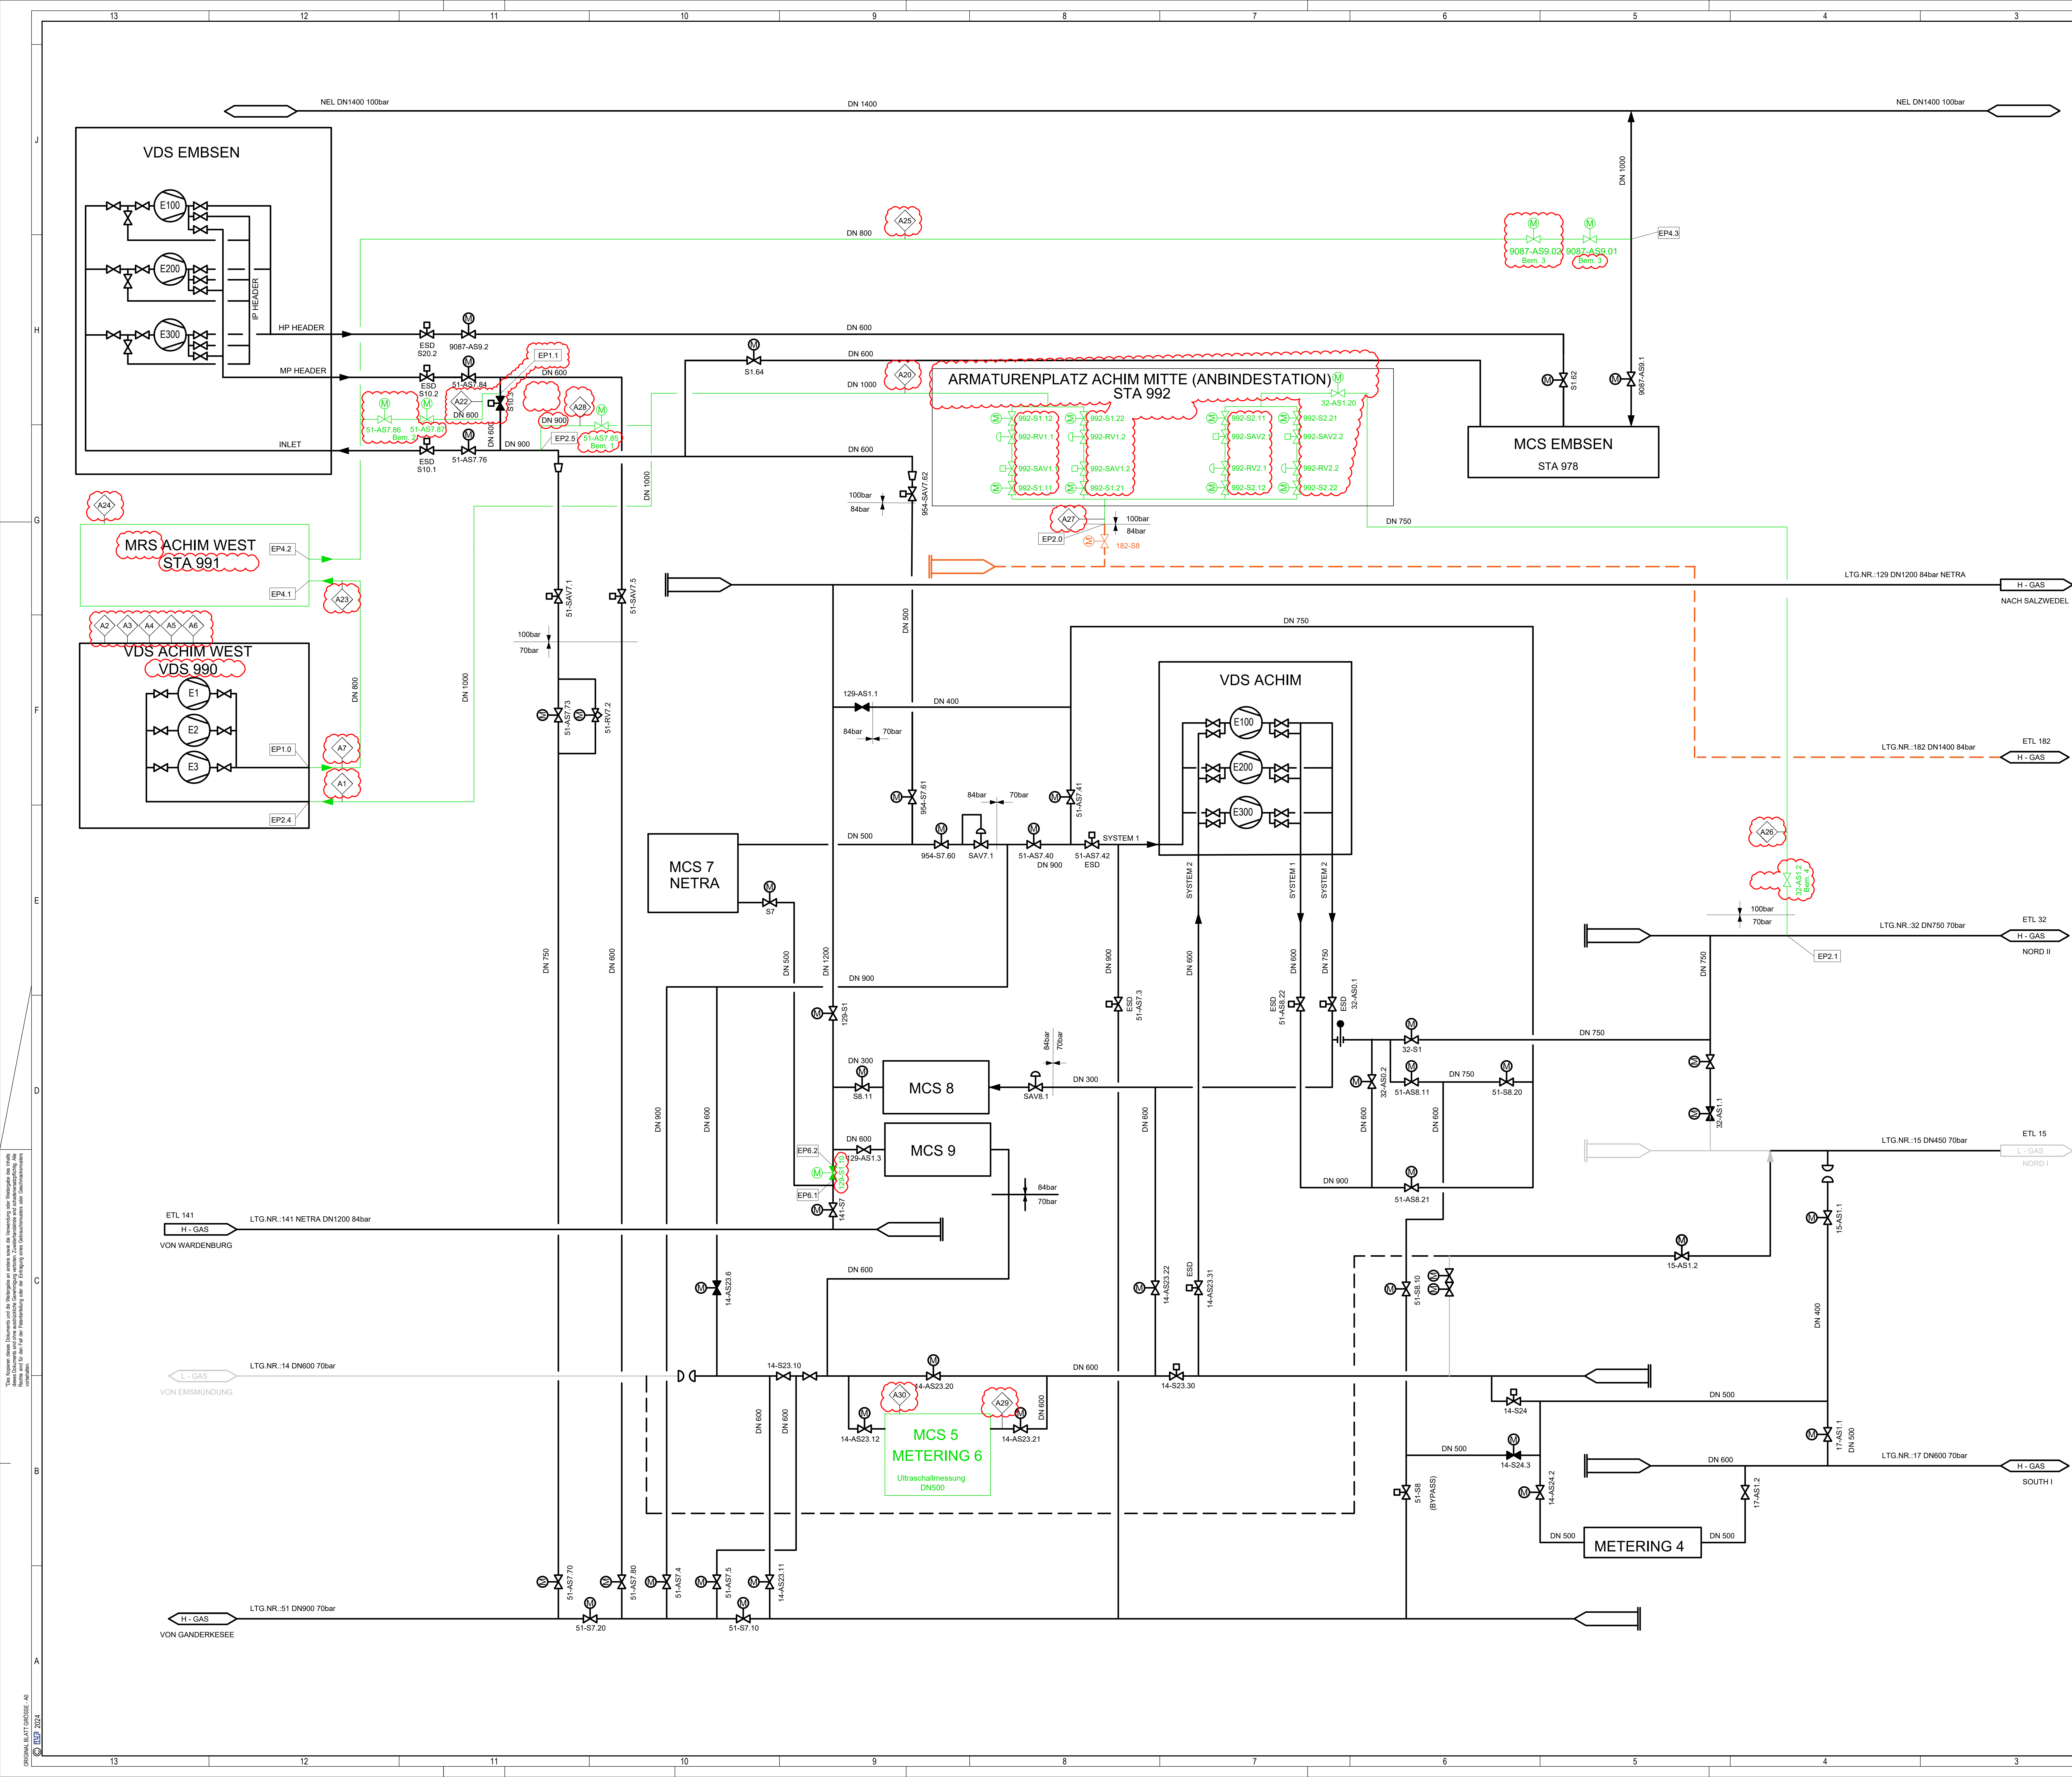 13 12 11 10 9 8 7 6 5 4 3
J
H
G
F
E
D
C
B
A
NEL DN1400 100bar
DN 1400
NEL DN1400 100bar
VDS EMBSEN
E100
E200
E300
IP HEADER
HP HEADER
MP HEADER
INLET
ESD
S20.2
9087-AS9.2
ESD
S10.2
51-AS7.84
ESD
S10.1
51-AS7.76
DN 800
A25
9087-AS9.02
Bem. 3
9087-AS9.01
Bem. 3
EP4.3
DN 1000
DN 600
DN 600
S1.64
S1.62
9087-AS9.1
EP1.1
DN 600
A22
DN 600
S10.3
DN 600
A28
DN 900
51-AS7.86
51-AS7.87
Bem. 2
DN 900
EP2.5
51-AS7.85
Bem. 1
DN 1000
A20
DN 600
DN 1000
ARMATURENPLATZ ACHIM MITTE (ANBINDESTATION)
STA 992
32-AS1.20
992-S1.12
992-S1.22
992-S2.11
992-S2.21
992-RV1.1
992-RV1.2
992-SAV2.1
992-SAV2.2
992-SAV1.1
992-SAV1.2
992-RV2.1
992-RV2.2
992-S1.11
992-S1.21
992-S2.12
992-S2.22
MCS EMBSEN
STA 978
954-SAV7.62
100bar
84bar
A27
100bar
84bar
EP2.0
182-S8
DN 750
A24
MRS ACHIM WEST
STA 991
EP4.2
EP4.1
A23
A2 A3 A4 A5 A6
VDS ACHIM WEST
VDS 990
E1
E2
E3
EP1.0
EP2.4
A7
A1
DN 800
DN 1000
51-SAV7.1
51-SAV7.5
100bar
70bar
51-AS7.73
51-RV7.2
LTG.NR.:129 DN1200 84bar NETRA
H - GAS
NACH SALZWEDEL
DN 500
DN 750
129-AS1.1
DN 400
84bar
70bar
VDS ACHIM
E100
E200
E300
ETL 182
LTG.NR.:182 DN1400 84bar
H - GAS
954-S7.61
84bar
70bar
51-AS7.41
DN 500
954-S7.60
SAV7.1
51-AS7.40
DN 900
51-AS7.42
ESD
SYSTEM 1
MCS 7
NETRA
S7
SYSTEM 2
SYSTEM 1
SYSTEM 2
A26
32-AS1.2
Bem. 4
100bar
70bar
ETL 32
LTG.NR.:32 DN750 70bar
H - GAS
NORD II
EP2.1
DN 750
DN 600
DN 500
DN 1200
DN 900
DN 900
DN 600
DN 600
DN 750
DN 750
129-S1
ESD
51-AS7.3
ESD
51-AS8.22
ESD
32-AS0.1
84bar
70bar
32-S1
DN 750
DN 300
S8.11
MCS 8
SAV8.1
DN 300
32-AS0.2
51-AS8.11
DN 750
51-S8.20
32-AS1.1
DN 900
DN 600
DN 600
DN 600
DN 600
EP6.2
DN 600
129-AS1.3
MCS 9
129-S1.10
EP6.1
141-S7
84bar
70bar
DN 900
51-AS8.21
ETL 15
LTG.NR.:15 DN450 70bar
L - GAS
NORD I
15-AS1.1
ETL 141
H - GAS
LTG.NR.:141 NETRA DN1200 84bar
VON WARDENBURG
15-AS1.2
DN 600
14-AS23.6
14-AS23.22
ESD
14-AS23.31
51-S8.10
DN 400
L - GAS
LTG.NR.:14 DN600 70bar
VON EMSMÜNDUNG
14-S23.10
14-AS23.20
DN 600
14-S23.30
A30
A29
DN 600
DN 600
DN 600
14-AS23.12
14-AS23.21
MCS 5
METERING 6
Ultraschallmessung
DN500
14-S24
DN 500
17-AS1.1
DN 500
DN 500
14-S24.3
DN 600
LTG.NR.:17 DN600 70bar
H - GAS
SOUTH I
51-S8
(BYPASS)
14-AS24.2
17-AS1.2
DN 500
METERING 4
DN 500
51-AS7.70
51-AS7.80
51-AS7.4
51-AS7.5
14-AS23.11
H - GAS
LTG.NR.:51 DN900 70bar
VON GANDERKESEE
51-S7.20
51-S7.10
ORIGINAL BLATT GRÖSSE - A0
© 2024
13 12 11 10 9 8 7 6 5 4 3